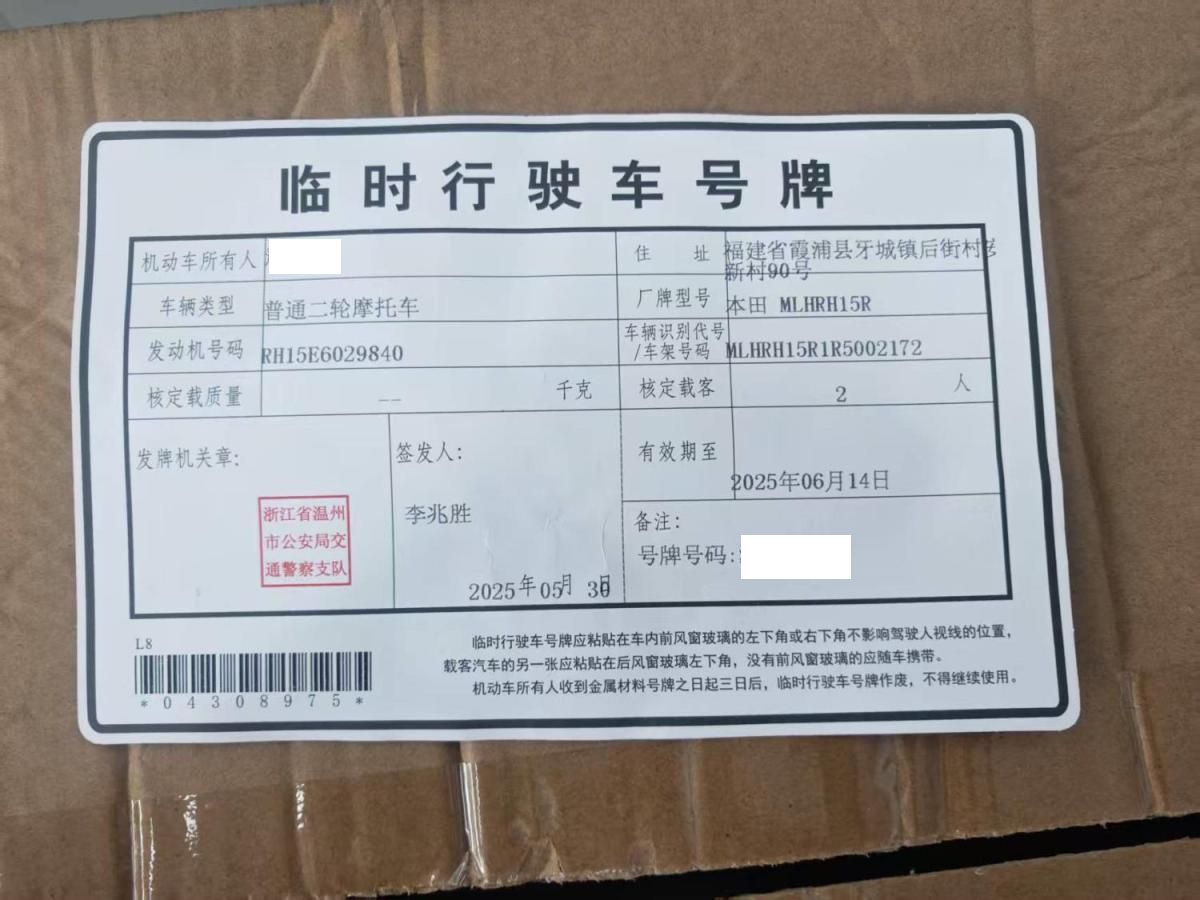 临时行驶车号牌
机动车所有人
住 址 福建省霞浦县牙城镇后街村
新村90号
车辆类型 普通二轮摩托车
厂牌型号 本田 MLHRH15R
发动机号码 RH15E6029840
车辆识别代号
/车架号码 MLHRH15R1R5002172
核定载质量 -- 千克
核定载客 2 人
发牌机关章:
浙江省温州
市公安局交
通警察支队
签发人:
李兆胜
2025年05月30日
有效期至
2025年06月14日
备注:
号牌号码:
L8
*04308975*
临时行驶车号牌应粘贴在车内前风窗玻璃的左下角或右下角不影响驾驶人视线的位置，
载客汽车的另一张应粘贴在后风窗玻璃左下角，没有前风窗玻璃的应随车携带。
机动车所有人收到金属材料号牌之日起三日后，临时行驶车号牌作废，不得继续使用。